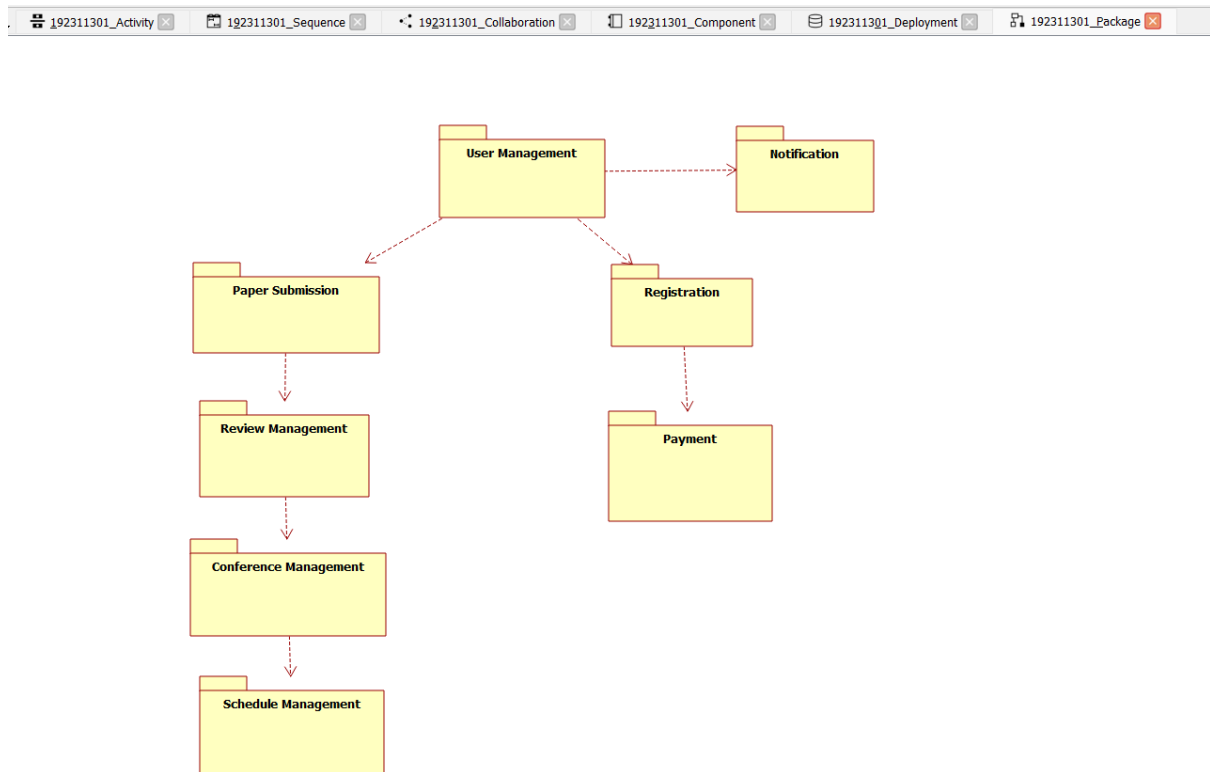 192311301_Activity
192311301_Sequence
192311301_Collaboration
192311301_Component
192311301_Deployment
192311301_Package
User Management
Notification
Paper Submission
Registration
Review Management
Payment
Conference Management
Schedule Management